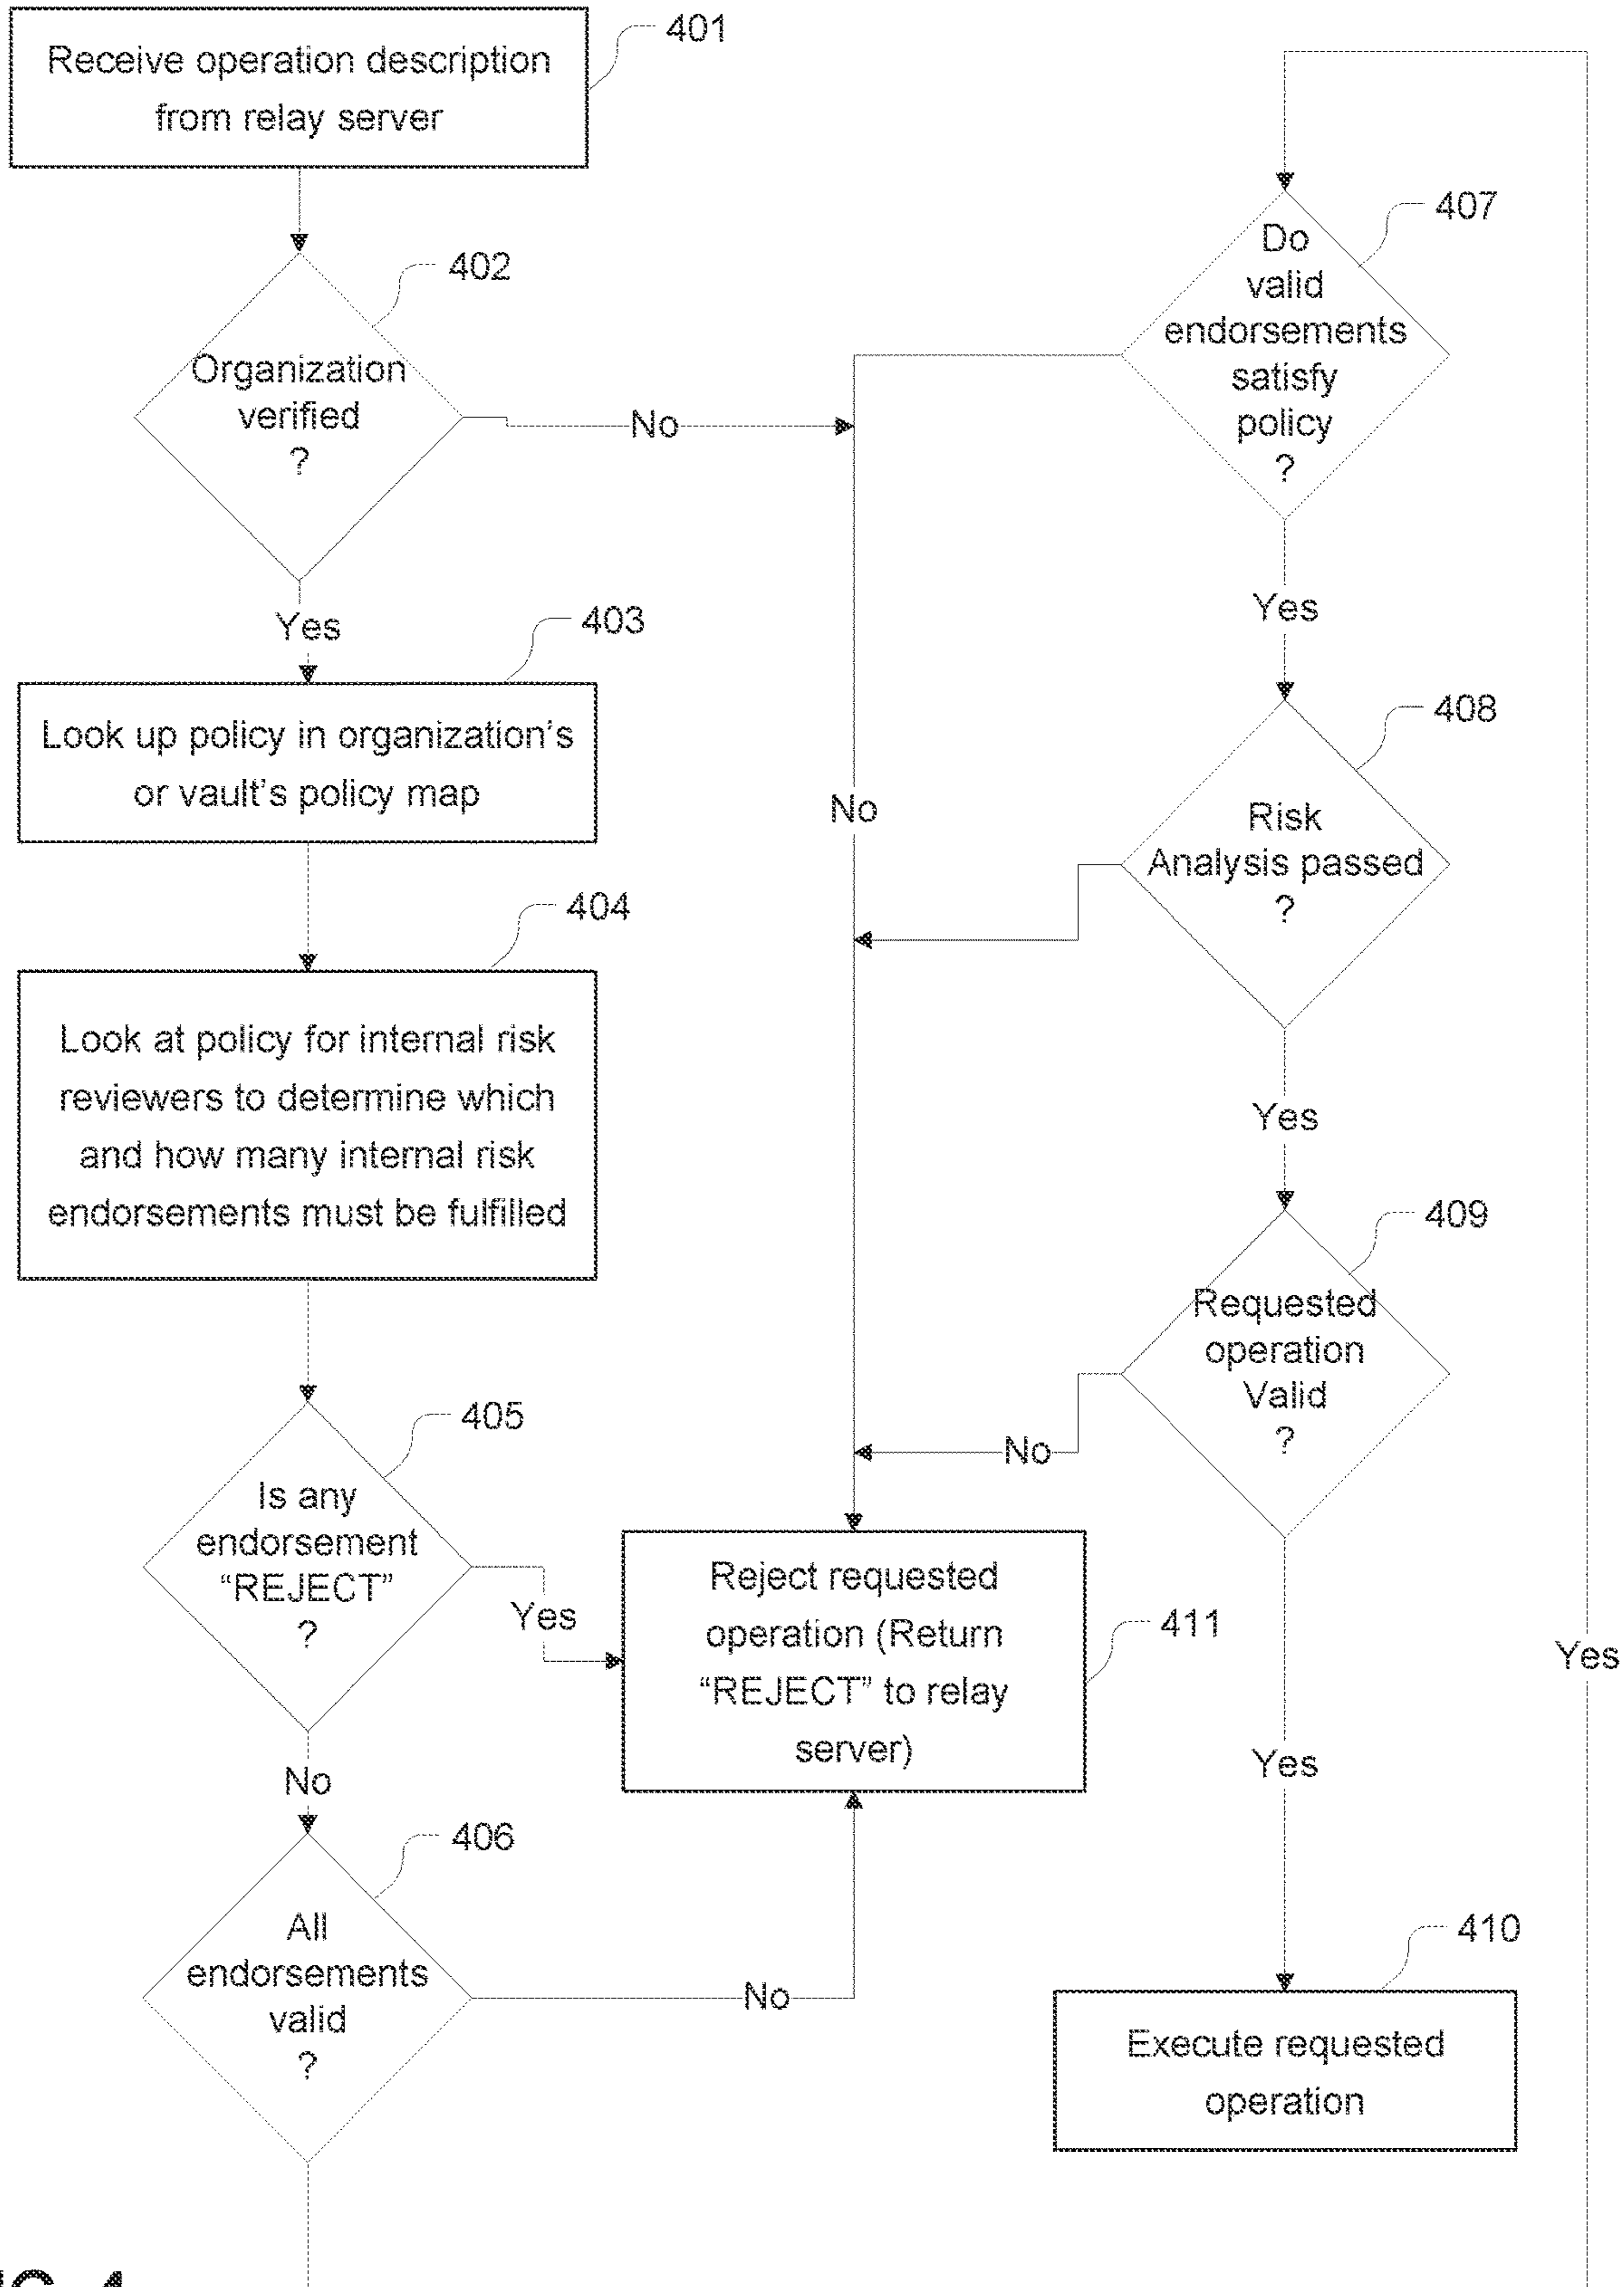 401
Receive operation description
from relay server
402
Organization
verified
?
No
Yes
403
Look up policy in organization's
or vault's policy map
404
Look at policy for internal risk
reviewers to determine which
and how many internal risk
endorsements must be fulfilled
405
Is any
endorsement
“REJECT”
?
Yes
No
406
All
endorsements
valid
?
No
407
Do
valid
endorsements
satisfy
policy
?
No
Yes
408
Risk
Analysis passed
?
Yes
409
Requested
operation
Valid
?
No
Yes
Reject requested
operation (Return
“REJECT” to relay
server)
411
410
Execute requested
operation
Yes